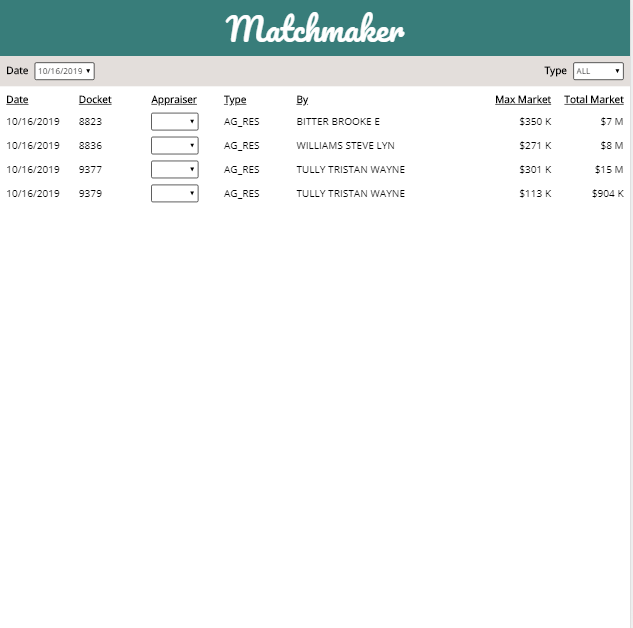 Matchmaker
Date 10/16/2019 Type ALL
Date Docket Appraiser Type By Max Market Total Market
10/16/2019 8823 AG_RES BITTER BROOKE E $350 K $7 M
10/16/2019 8836 AG_RES WILLIAMS STEVE LYN $271 K $8 M
10/16/2019 9377 AG_RES TULLY TRISTAN WAYNE $301 K $15 M
10/16/2019 9379 AG_RES TULLY TRISTAN WAYNE $113 K $904 K